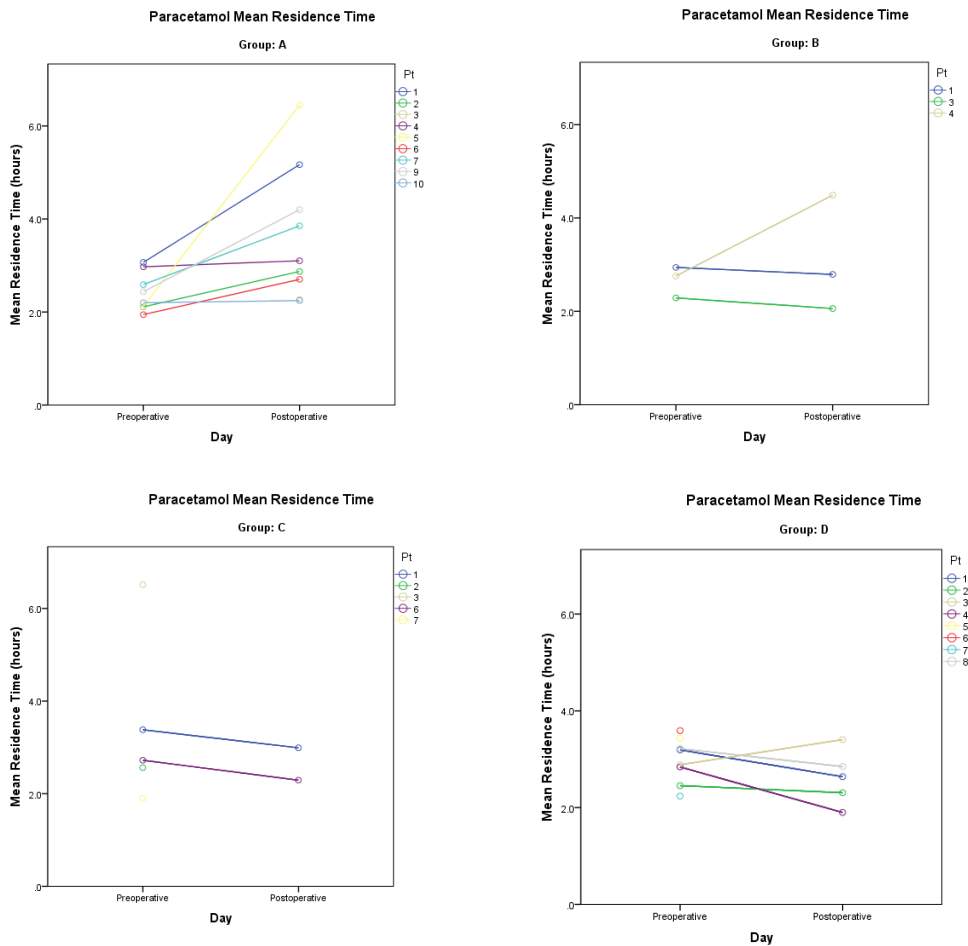 Paracetamol Mean Residence Time
Group: A
Pt
1
2
3
4
5
6
7
9
10
6.0
4.0
2.0
.0
Mean Residence Time (hours)
Preoperative
Postoperative
Day
Paracetamol Mean Residence Time
Group: B
Pt
1
3
4
6.0
4.0
2.0
.0
Mean Residence Time (hours)
Preoperative
Postoperative
Day
Paracetamol Mean Residence Time
Group: C
Pt
1
2
3
6
7
6.0
4.0
2.0
.0
Mean Residence Time (hours)
Preoperative
Postoperative
Day
Paracetamol Mean Residence Time
Group: D
Pt
1
2
3
4
5
6
7
8
6.0
4.0
2.0
.0
Mean Residence Time (hours)
Preoperative
Postoperative
Day